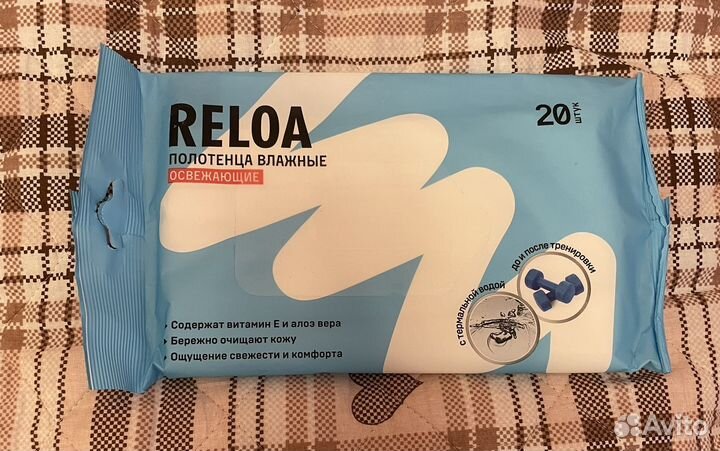 RELOA
ПОЛОТЕНЦА ВЛАЖНЫЕ
ОСВЕЖАЮЩИЕ
20 ШТУК
до и после тренировки
с термальной водой
Содержат витамин Е и алоэ вера
Бережно очищают кожу
Ощущение свежести и комфорта
Avito